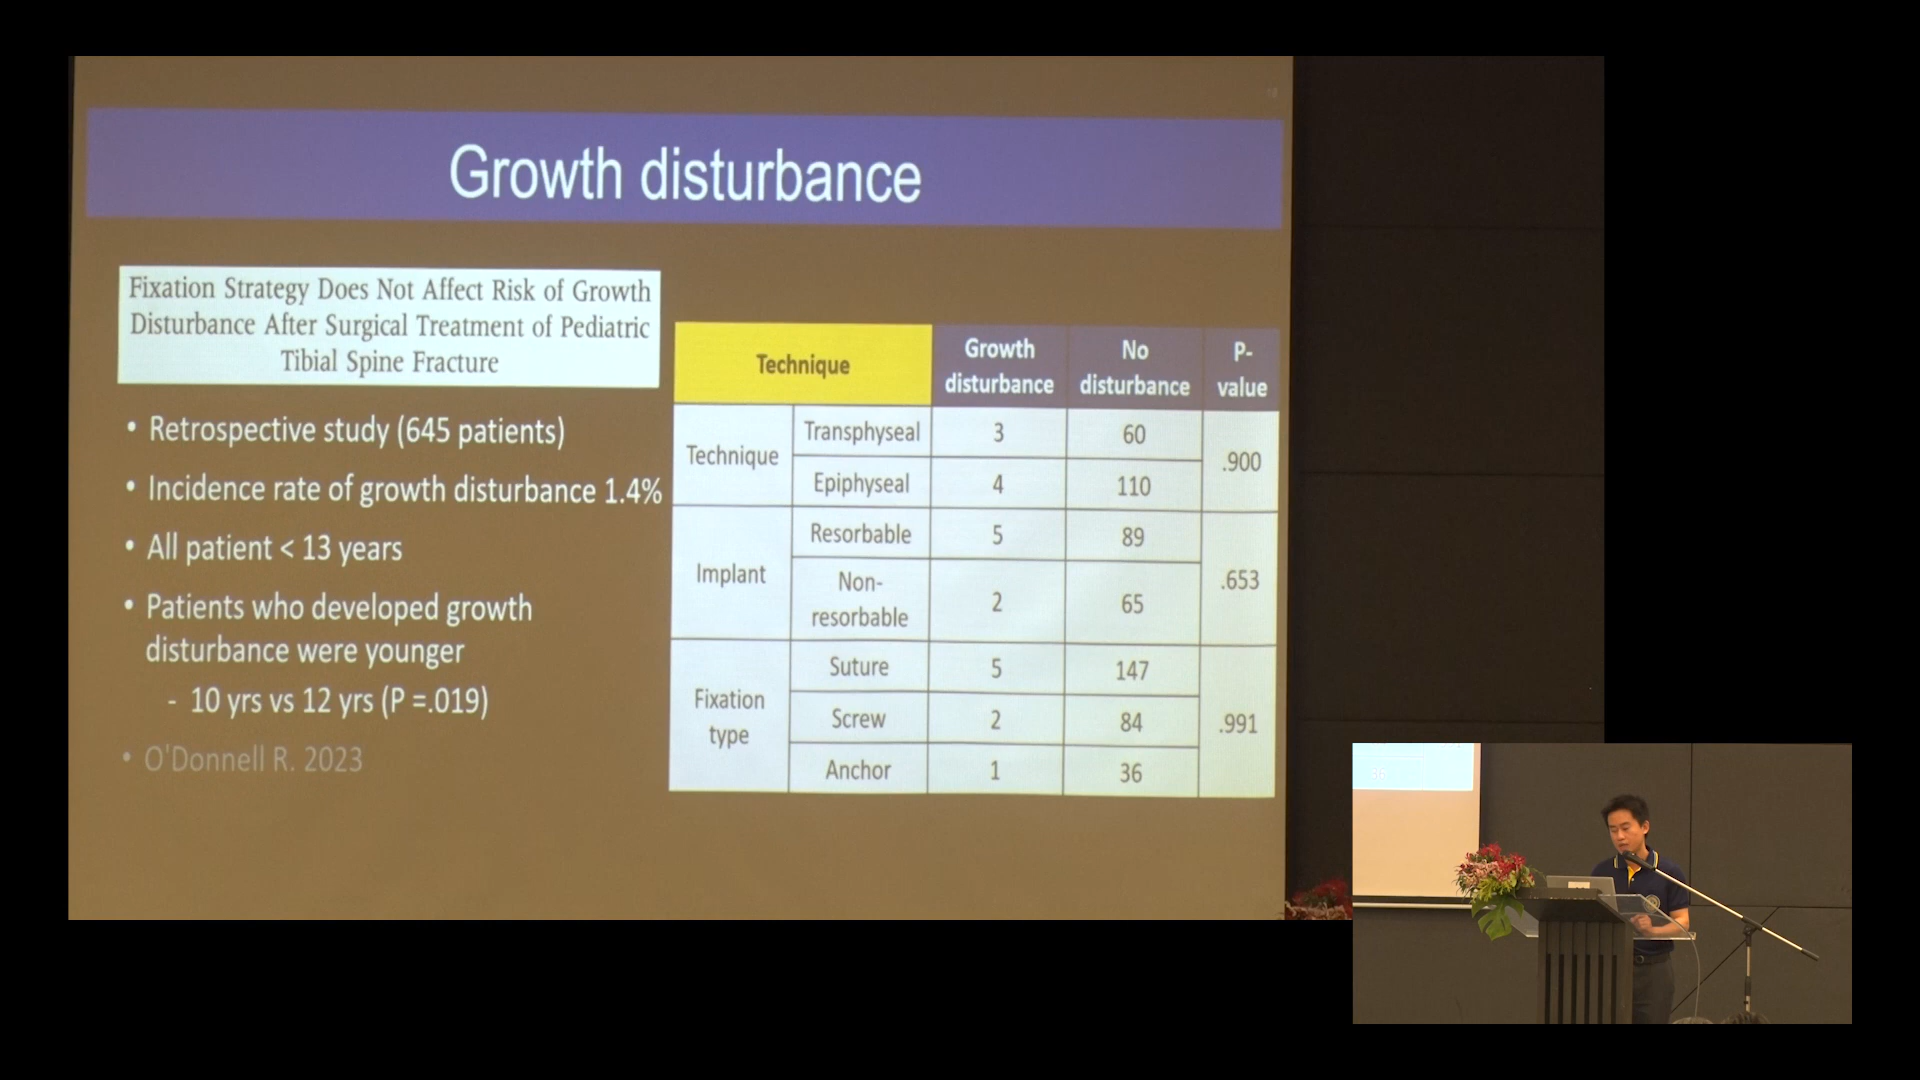 Growth disturbance
Fixation Strategy Does Not Affect Risk of Growth
Disturbance After Surgical Treatment of Pediatric
Tibial Spine Fracture
• Retrospective study (645 patients)
• Incidence rate of growth disturbance 1.4%
• All patient < 13 years
• Patients who developed growth
disturbance were younger
- 10 yrs vs 12 yrs (P =.019)
• O'Donnell R. 2023
Technique
Growth
disturbance
No
disturbance
P-
value
Technique
Transphyseal
3
60
.900
Epiphyseal
4
110
Implant
Resorbable
5
89
.653
Non-
resorbable
2
65
Fixation
type
Suture
5
147
.991
Screw
2
84
Anchor
1
36